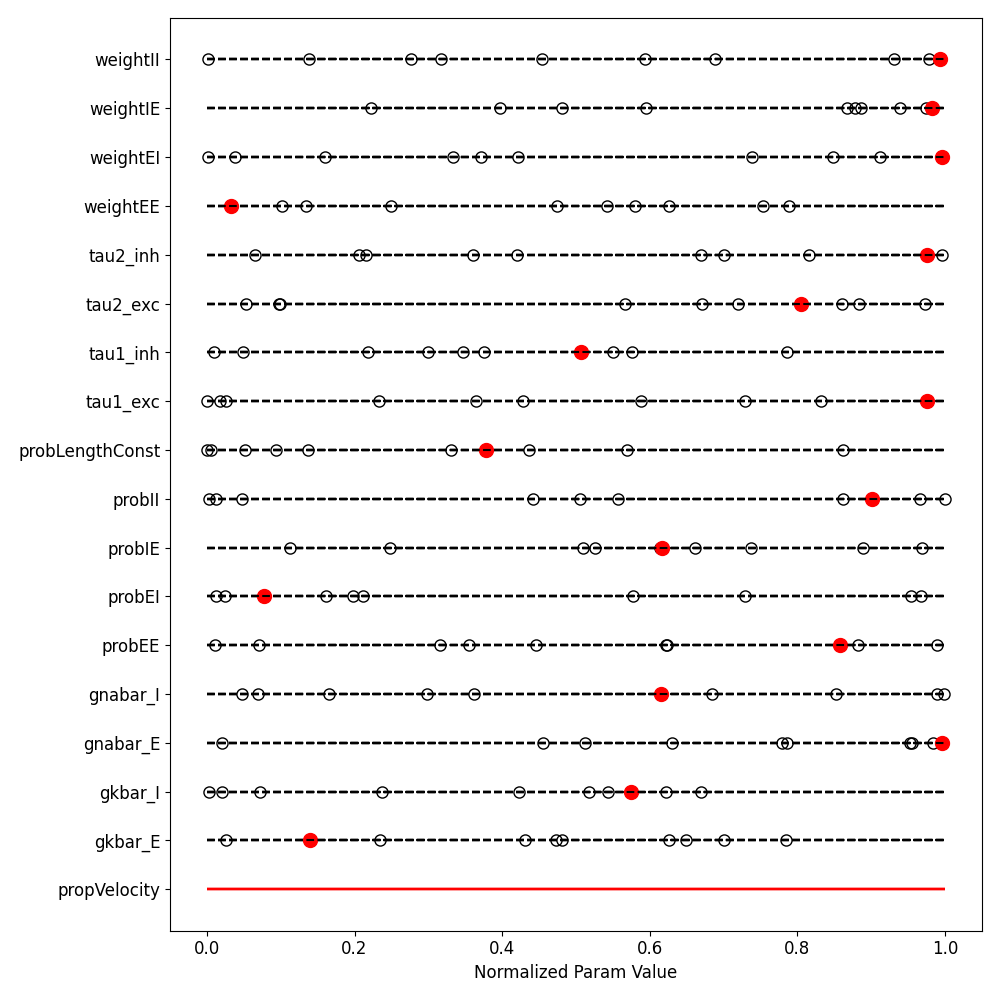 weightII
weightIE
weightEI
weightEE
tau2_inh
tau2_exc
tau1_inh
tau1_exc
probLengthConst
probII
probIE
probEI
probEE
gnabar_I
gnabar_E
gkbar_I
gkbar_E
propVelocity
0.0 0.2 0.4 0.6 0.8 1.0
Normalized Param Value